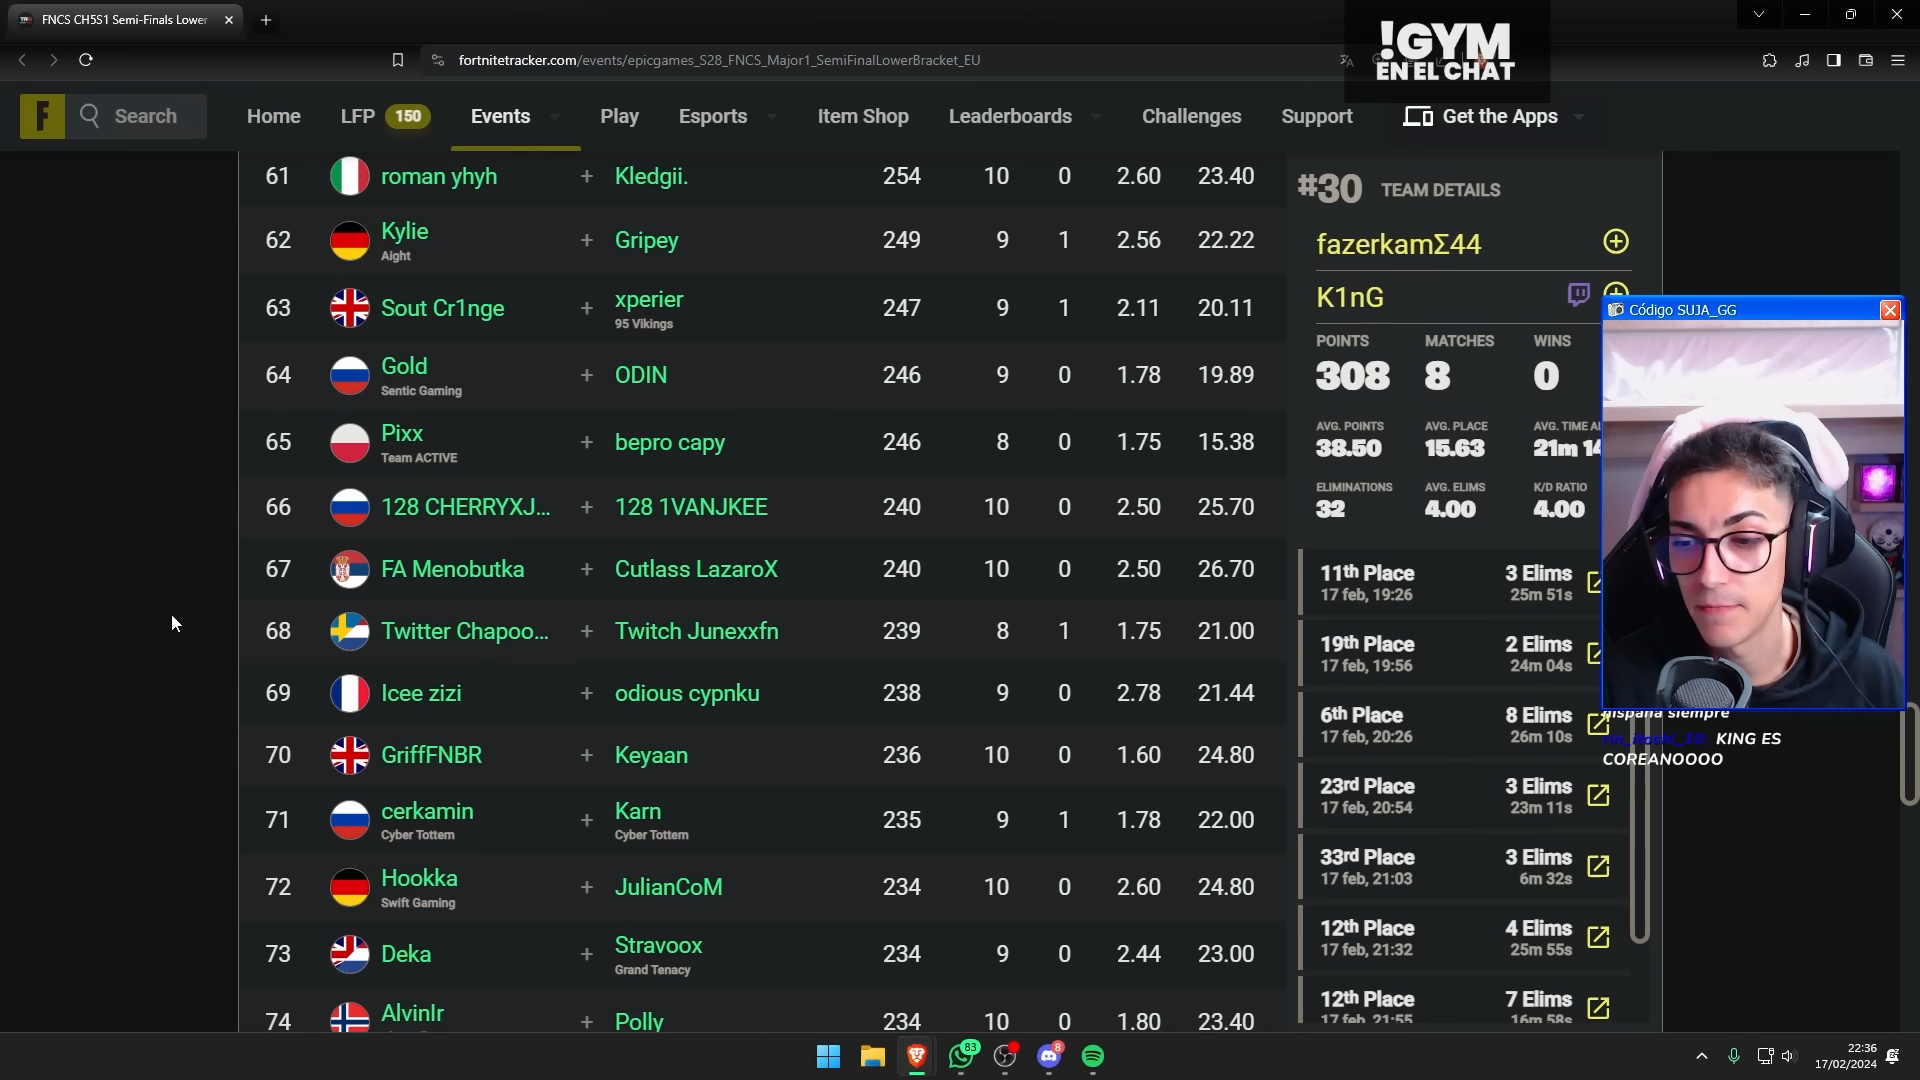 FNCS CH5S1 Semi-Finals Lower
fortnitetracker.com/events/epicgames_S28_FNCS_Major1_SemiFinalLowerBracket_EU
!GYM
EN EL CHAT
Search
Home
LFP 150
Events
Play
Esports
Item Shop
Leaderboards
Challenges
Support
Get the Apps
61 roman yhyh + Kledgii. 254 10 0 2.60 23.40
62 Kylie + Gripey 249 9 1 2.56 22.22
Aight
63 Sout Cr1nge + xperier 247 9 1 2.11 20.11
95 Vikings
64 Gold + ODIN 246 9 0 1.78 19.89
Sentic Gaming
65 Pixx + bepro capy 246 8 0 1.75 15.38
Team ACTIVE
66 128 CHERRYXJ... + 128 1VANJKEE 240 10 0 2.50 25.70
67 FA Menobutka + Cutlass LazaroX 240 10 0 2.50 26.70
68 Twitter Chapoo... + Twitch Junexxfn 239 8 1 1.75 21.00
69 Icee zizi + odious cypnku 238 9 0 2.78 21.44
70 GriffFNBR + Keyaan 236 10 0 1.60 24.80
71 cerkamin + Karn 235 9 1 1.78 22.00
Cyber Tottem Cyber Tottem
72 Hookka + JulianCoM 234 10 0 2.60 24.80
Swift Gaming
73 Deka + Stravoox 234 9 0 2.44 23.00
Grand Tenacy
74 AlvinIr + Polly 234 10 0 1.80 23.40
#30 TEAM DETAILS
fazerkamΣ44
K1nG
POINTS MATCHES WINS
308 8 0
AVG. POINTS AVG. PLACE AVG. TIME
38.50 15.63 21m
ELIMINATIONS AVG. ELIMS K/D RATIO
32 4.00 4.00
11th Place 3 Elims
17 feb, 19:26 25m 51s
19th Place 2 Elims
17 feb, 19:56 24m 04s
6th Place 8 Elims
17 feb, 20:26 26m 10s
23rd Place 3 Elims
17 feb, 20:54 23m 11s
33rd Place 3 Elims
17 feb, 21:03 6m 32s
12th Place 4 Elims
17 feb, 21:32 25m 55s
12th Place 7 Elims
17 feb, 21:55 16m 58s
Código SUJA_GG
hispana siempre
KING ES
COREANOOOO
83
8
22:36
17/02/2024